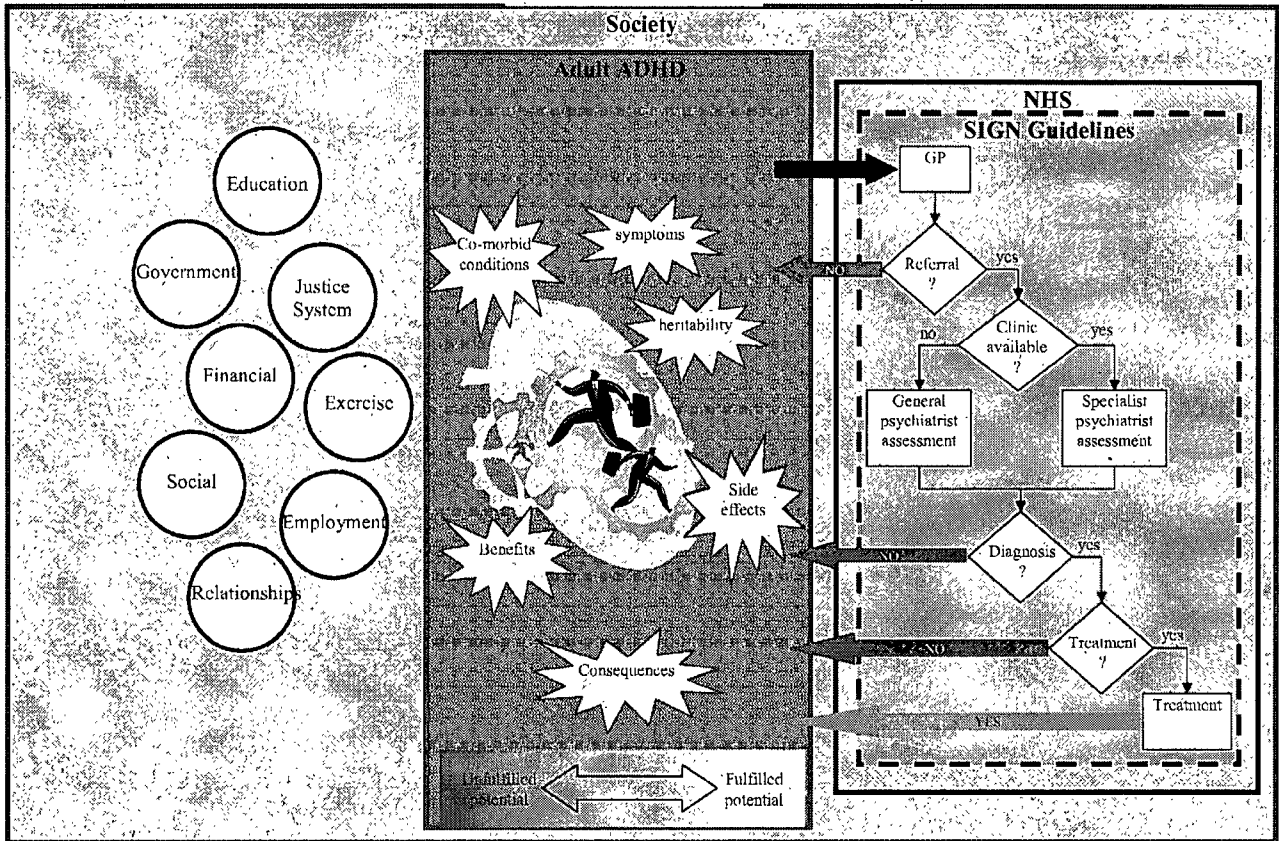 Society
Education
Government
Justice
System
Financial
Exercise
Social
Employment
Relationships
Adult ADHD
Co-morbid
conditions
symptoms
heritability
Side
effects
Benefits
Consequences
Unfulfilled
potential
Fulfilled
potential
NHS
SIGN Guidelines
GP
Referral
?
NO
yes
Clinic
available
?
no
yes
General
psychiatrist
assessment
Specialist
psychiatrist
assessment
Diagnosis
?
NO
yes
Treatment
?
NO
yes
Treatment
YES